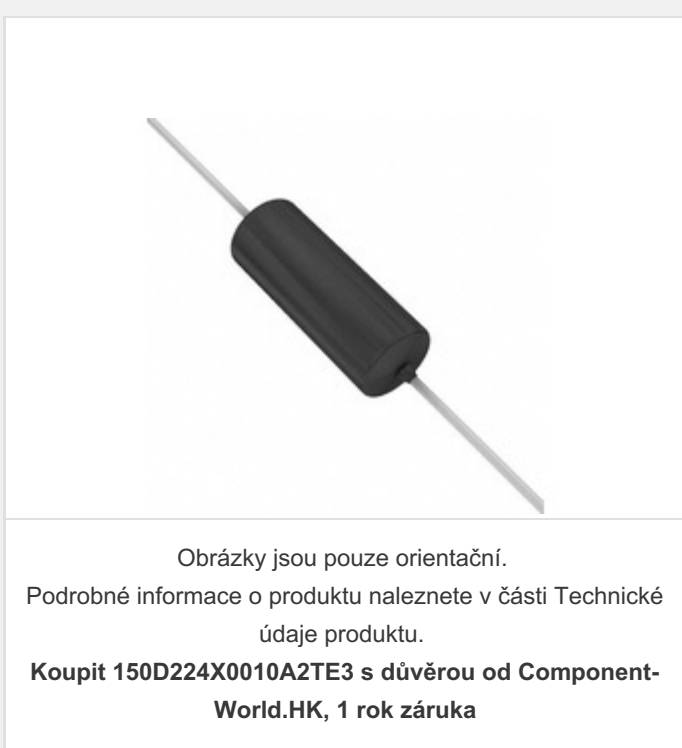 Obrázky jsou pouze orientační.
Podrobné informace o produktu naleznete v části Technické
údaje produktu.
Koupit 150D224X0010A2TE3 s důvěrou od Component-
World.HK, 1 rok záruka